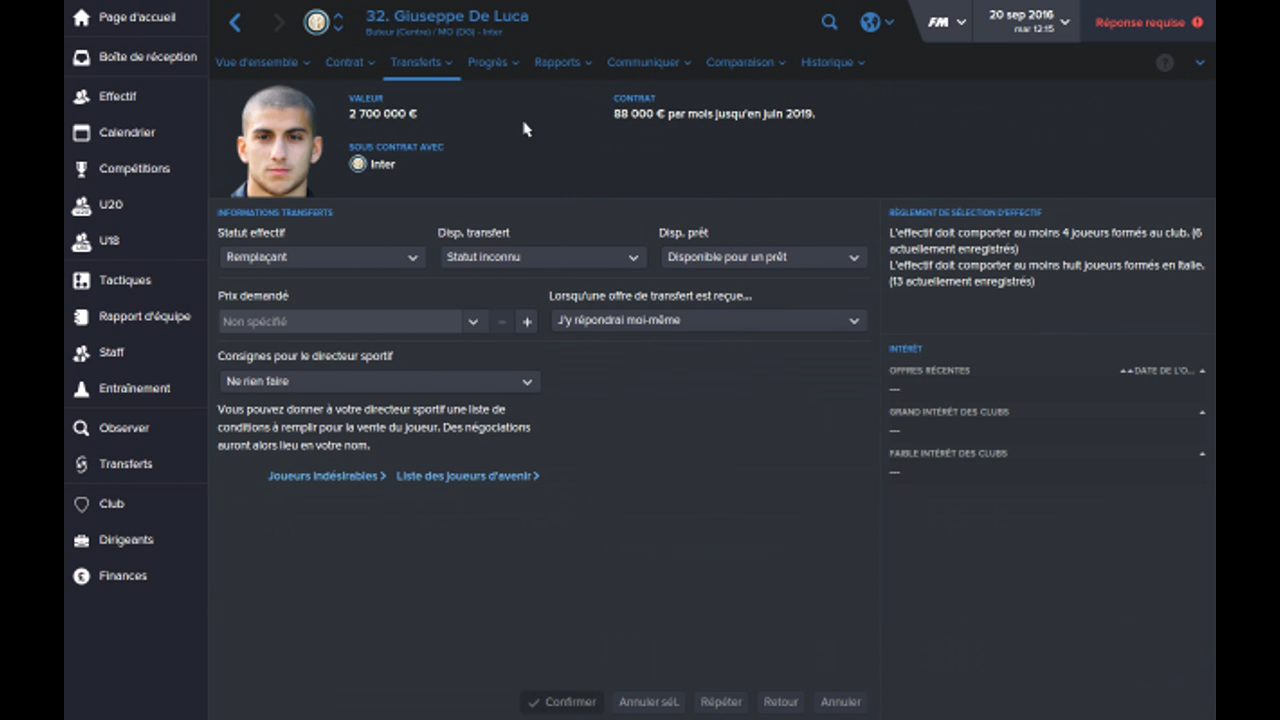 Page d'accueil
Boîte de réception
Effectif
Calendrier
Compétitions
U20
U18
Tactiques
Rapport d'équipe
Staff
Entraînement
Observer
Transferts
Club
Dirigeants
Finances
32. Giuseppe De Luca
Buteur (Centre) / MO (DG) - Inter
FM
20 sep 2016
mar 12:15
Réponse requise
Vue d'ensemble
Contrat
Transferts
Progrès
Rapports
Communiquer
Comparaison
Historique
?
VALEUR
2 700 000 €
SOUS CONTRAT AVEC
Inter
CONTRAT
88 000 € par mois jusqu'en juin 2019.
INFORMATIONS TRANSFERTS
Statut effectif
Disp. transfert
Disp. prêt
Remplaçant
Statut inconnu
Disponible pour un prêt
Prix demandé
Lorsqu'une offre de transfert est reçue...
Non spécifié
- +
J'y répondrai moi-même
Consignes pour le directeur sportif
Ne rien faire
Vous pouvez donner à votre directeur sportif une liste de
conditions à remplir pour la vente du joueur. Des négociations
auront alors lieu en votre nom.
Joueurs indésirables >
Liste des joueurs d'avenir >
RÈGLEMENT DE SÉLECTION D'EFFECTIF
L'effectif doit comporter au moins 4 joueurs formés au club. (6
actuellement enregistrés)
L'effectif doit comporter au moins huit joueurs formés en Italie.
(13 actuellement enregistrés)
INTÉRÊT
OFFRES RÉCENTES
DATE DE L'O...
---
GRAND INTÉRÊT DES CLUBS
---
FAIBLE INTÉRÊT DES CLUBS
---
Confirmer
Annuler sél.
Répéter
Retour
Annuler